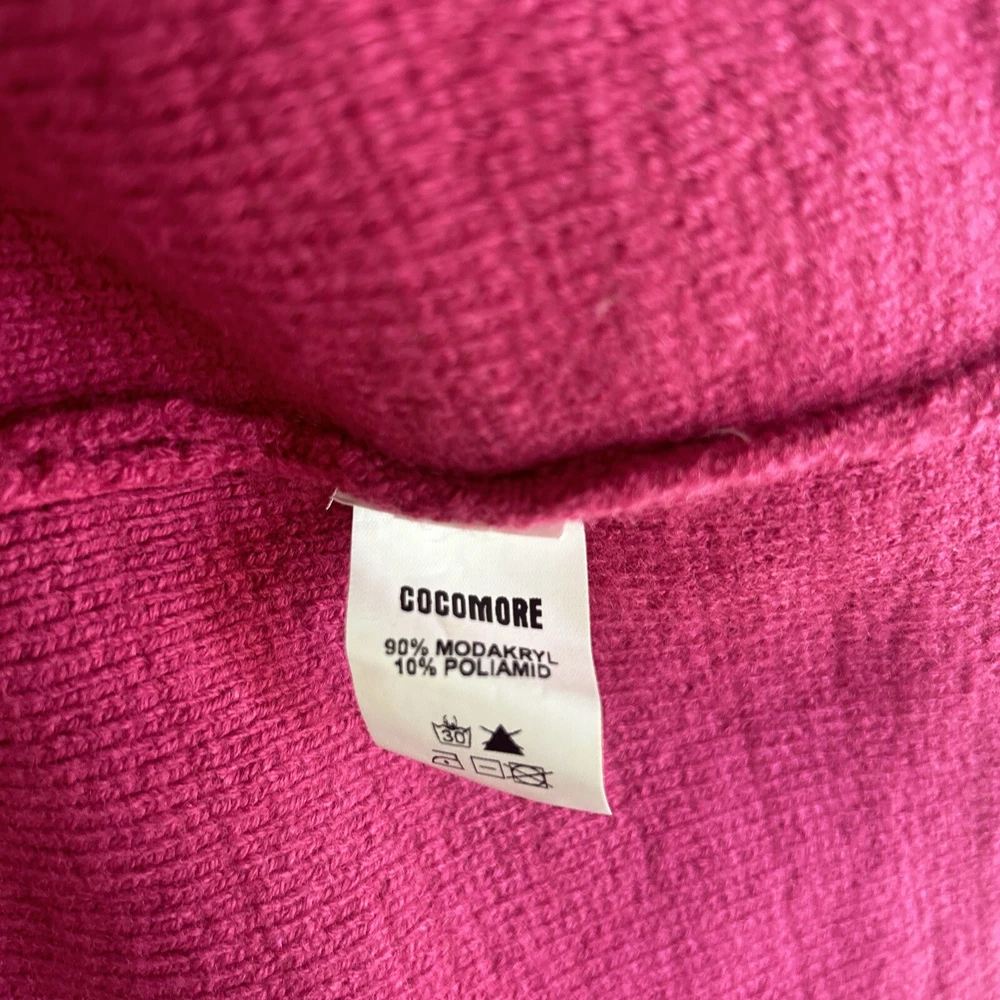 COCOMORE
90% MODAKRYL
10% POLIAMID
30